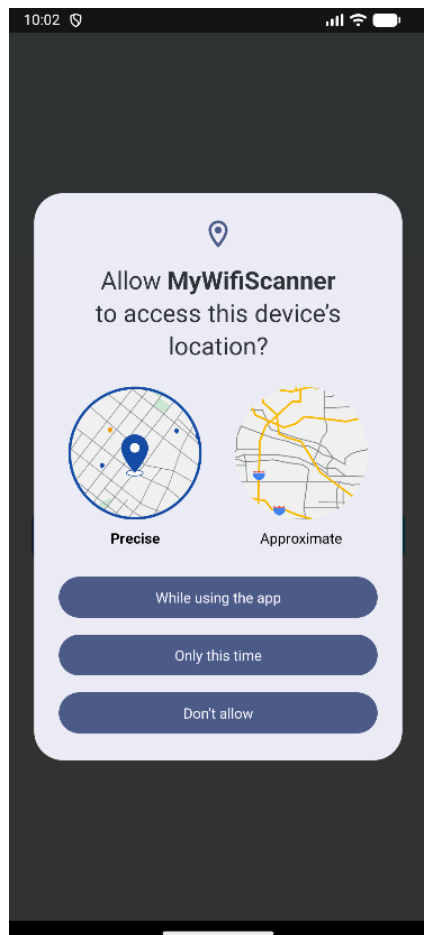 10:02
Allow MyWifiScanner
to access this device's
location?
Precise
Approximate
While using the app
Only this time
Don't allow